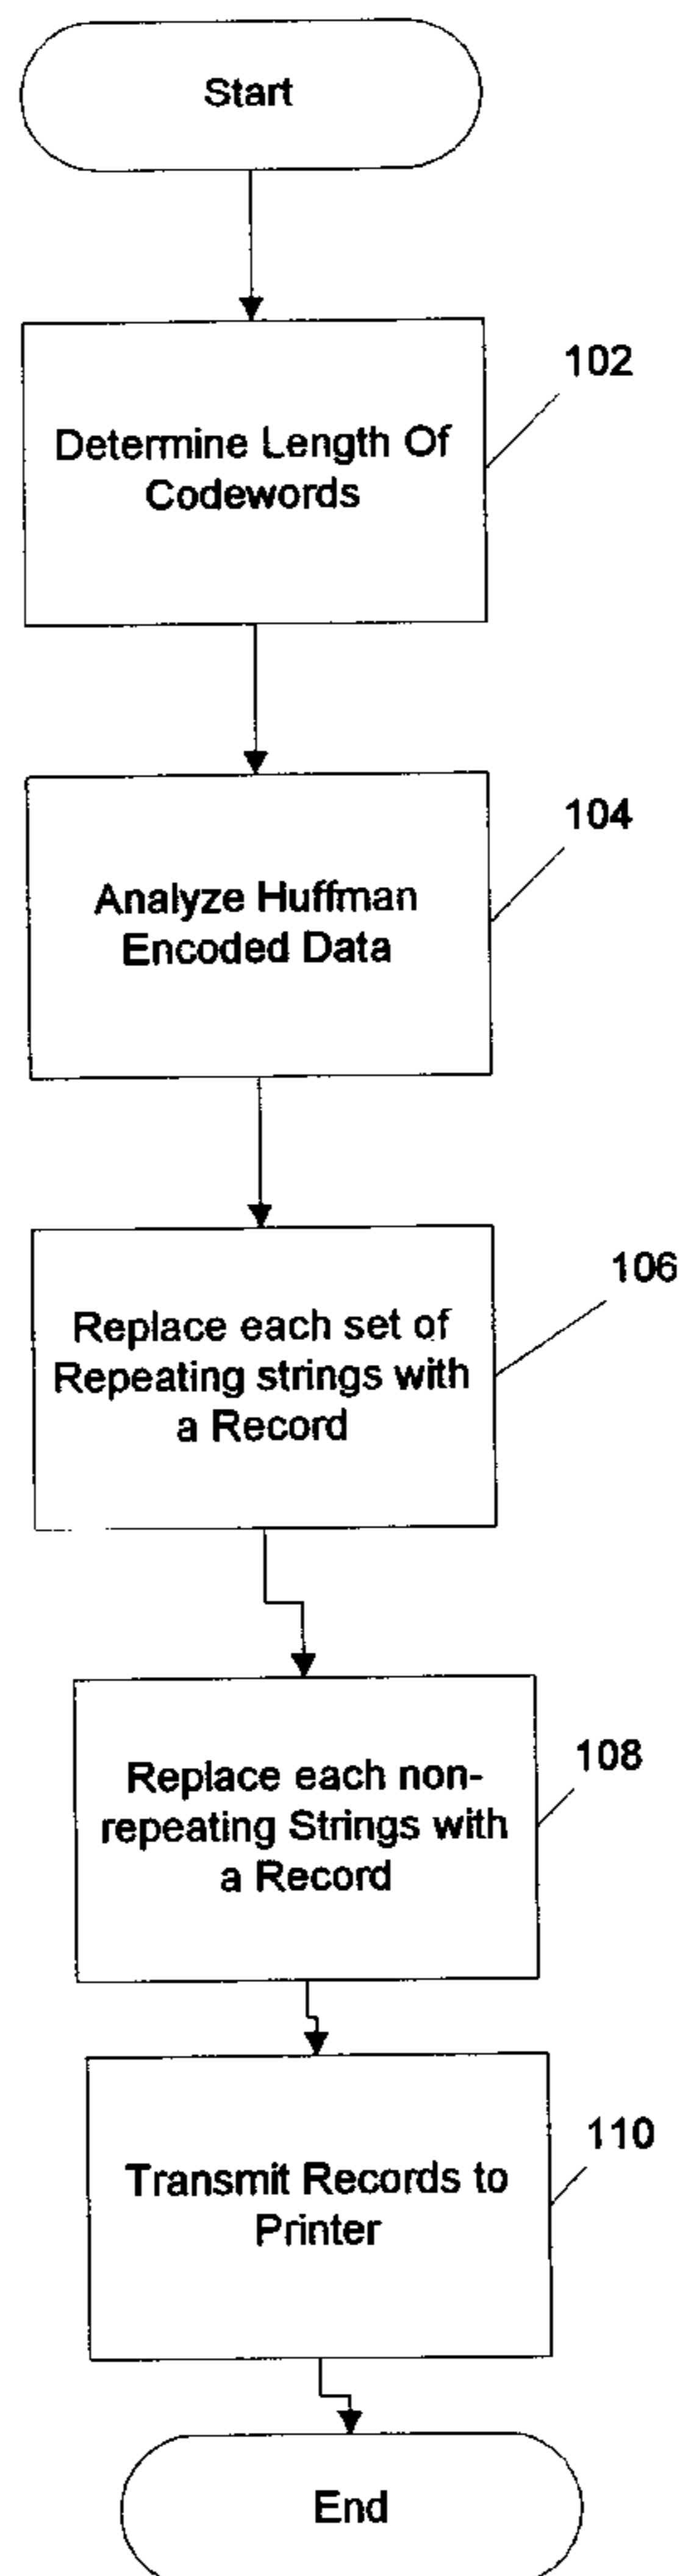 Start
102
Determine Length Of
Codewords
104
Analyze Huffman
Encoded Data
106
Replace each set of
Repeating strings with
a Record
108
Replace each non-
repeating Strings with
a Record
110
Transmit Records to
Printer
End